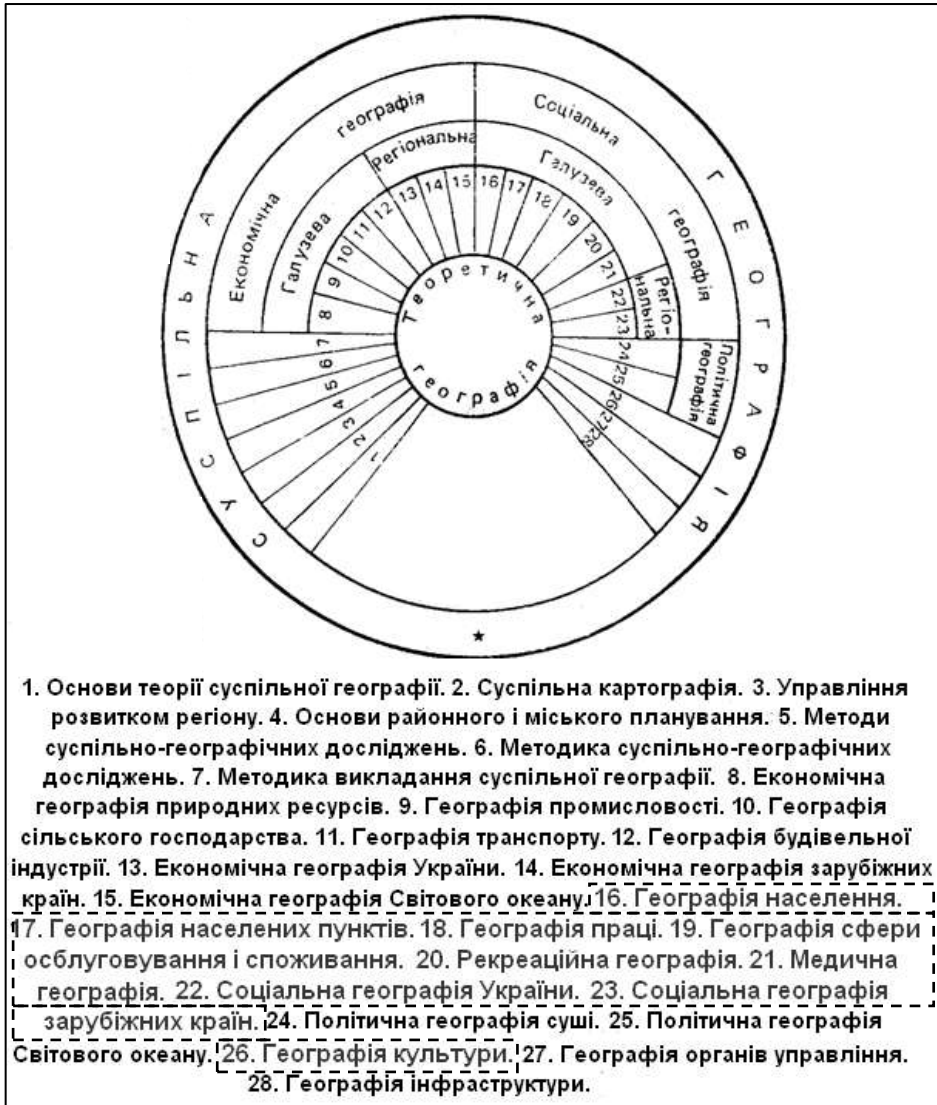 СУСПІЛЬНА ГЕОГРАФІЯ
Економічна географія
Соціальна географія
Політична географія
Галузева
Регіональна
Галузева
Регіо-
нальна
Теоретична
географія
1
2
3
4
5
6
7
8
9
10
11
12
13
14
15
16
17
18
19
20
21
22
23
24
25
26
27
28
1. Основи теорії суспільної географії. 2. Суспільна картографія. 3. Управління
розвитком регіону. 4. Основи районного і міського планування. 5. Методи
суспільно-географічних досліджень. 6. Методика суспільно-географічних
досліджень. 7. Методика викладання суспільної географії. 8. Економічна
географія природних ресурсів. 9. Географія промисловості. 10. Географія
сільського господарства. 11. Географія транспорту. 12. Географія будівельної
індустрії. 13. Економічна географія України. 14. Економічна географія зарубіжних
країн. 15. Економічна географія Світового океану. 16. Географія населення.
17. Географія населених пунктів. 18. Географія праці. 19. Географія сфери
осблуговування і споживання. 20. Рекреаційна географія. 21. Медична
географія. 22. Соціальна географія України. 23. Соціальна географія
зарубіжних країн. 24. Політична географія суші. 25. Політична географія
Світового океану. 26. Географія культури. 27. Географія органів управління.
28. Географія інфраструктури.